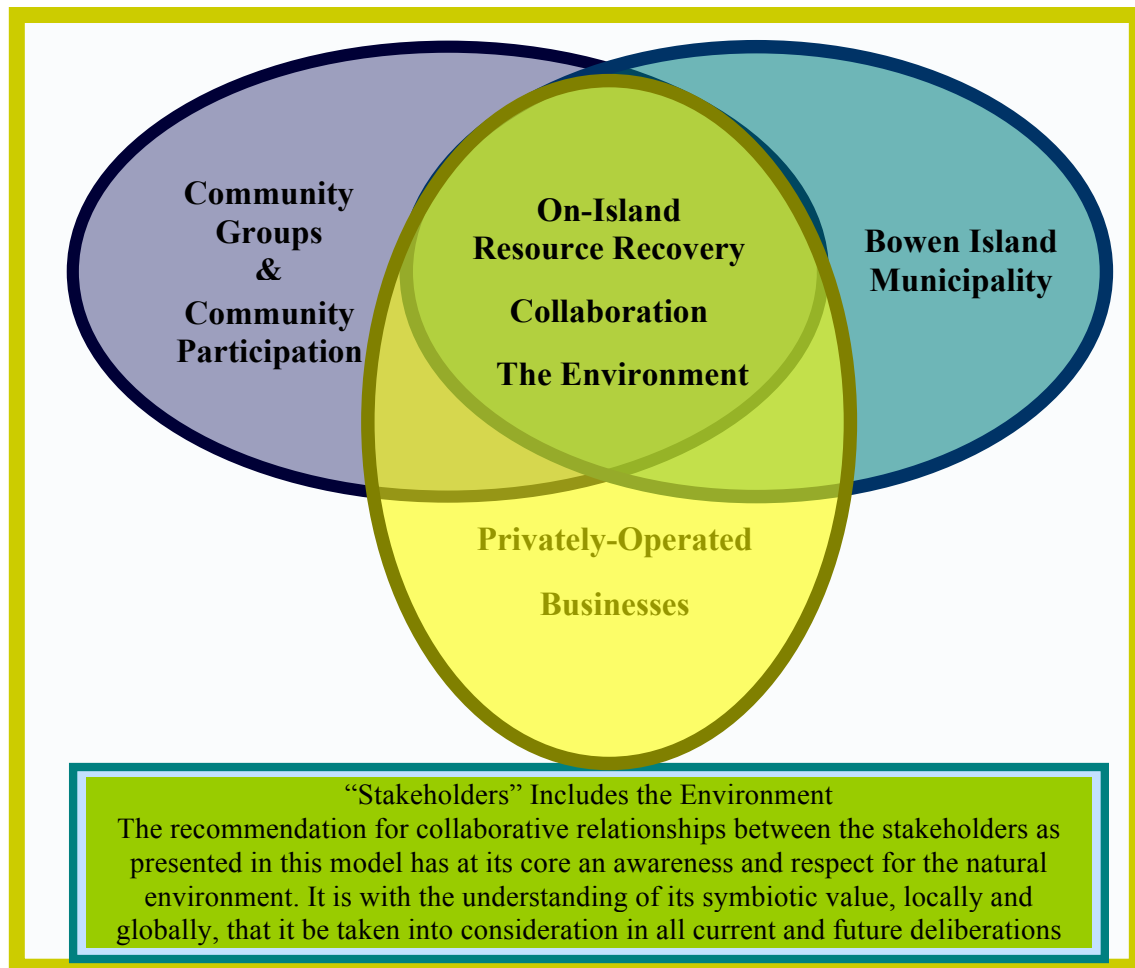 Community
Groups
&
Community
Participation
On-Island
Resource Recovery
Collaboration
The Environment
Bowen Island
Municipality
Privately-Operated
Businesses
“Stakeholders” Includes the Environment
The recommendation for collaborative relationships between the stakeholders as
presented in this model has at its core an awareness and respect for the natural
environment. It is with the understanding of its symbiotic value, locally and
globally, that it be taken into consideration in all current and future deliberations